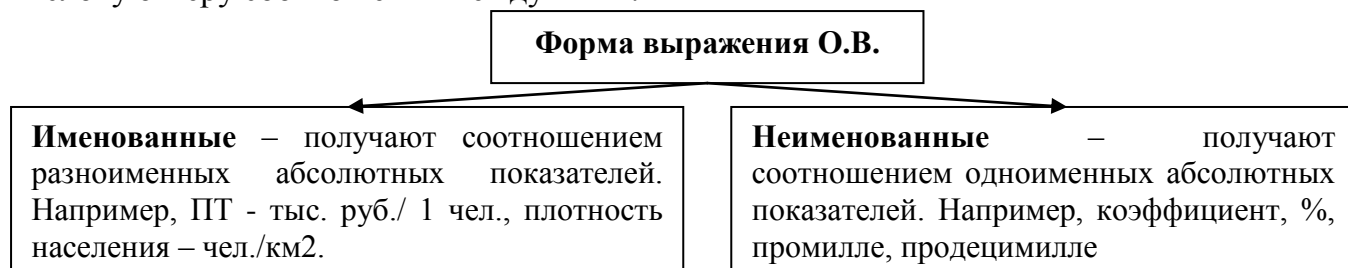 Форма выражения О.В.
Именованные – получают соотношением
разноименных абсолютных показателей.
Например, ПТ - тыс. руб./ 1 чел., плотность
населения – чел./км2.
Неименованные – получают
соотношением одноименных абсолютных
показателей. Например, коэффициент, %,
промилле, продецимилле